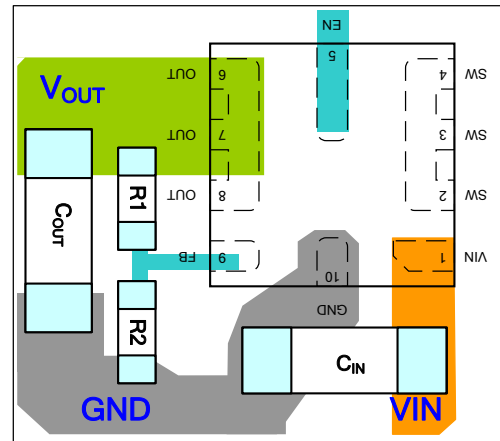 EN
5
OUT
6
4
SW
VOUT
OUT
7
3
SW
COUT
R1
OUT
8
2
SW
FB
9
10
1
VIN
R2
GND
CIN
GND
VIN